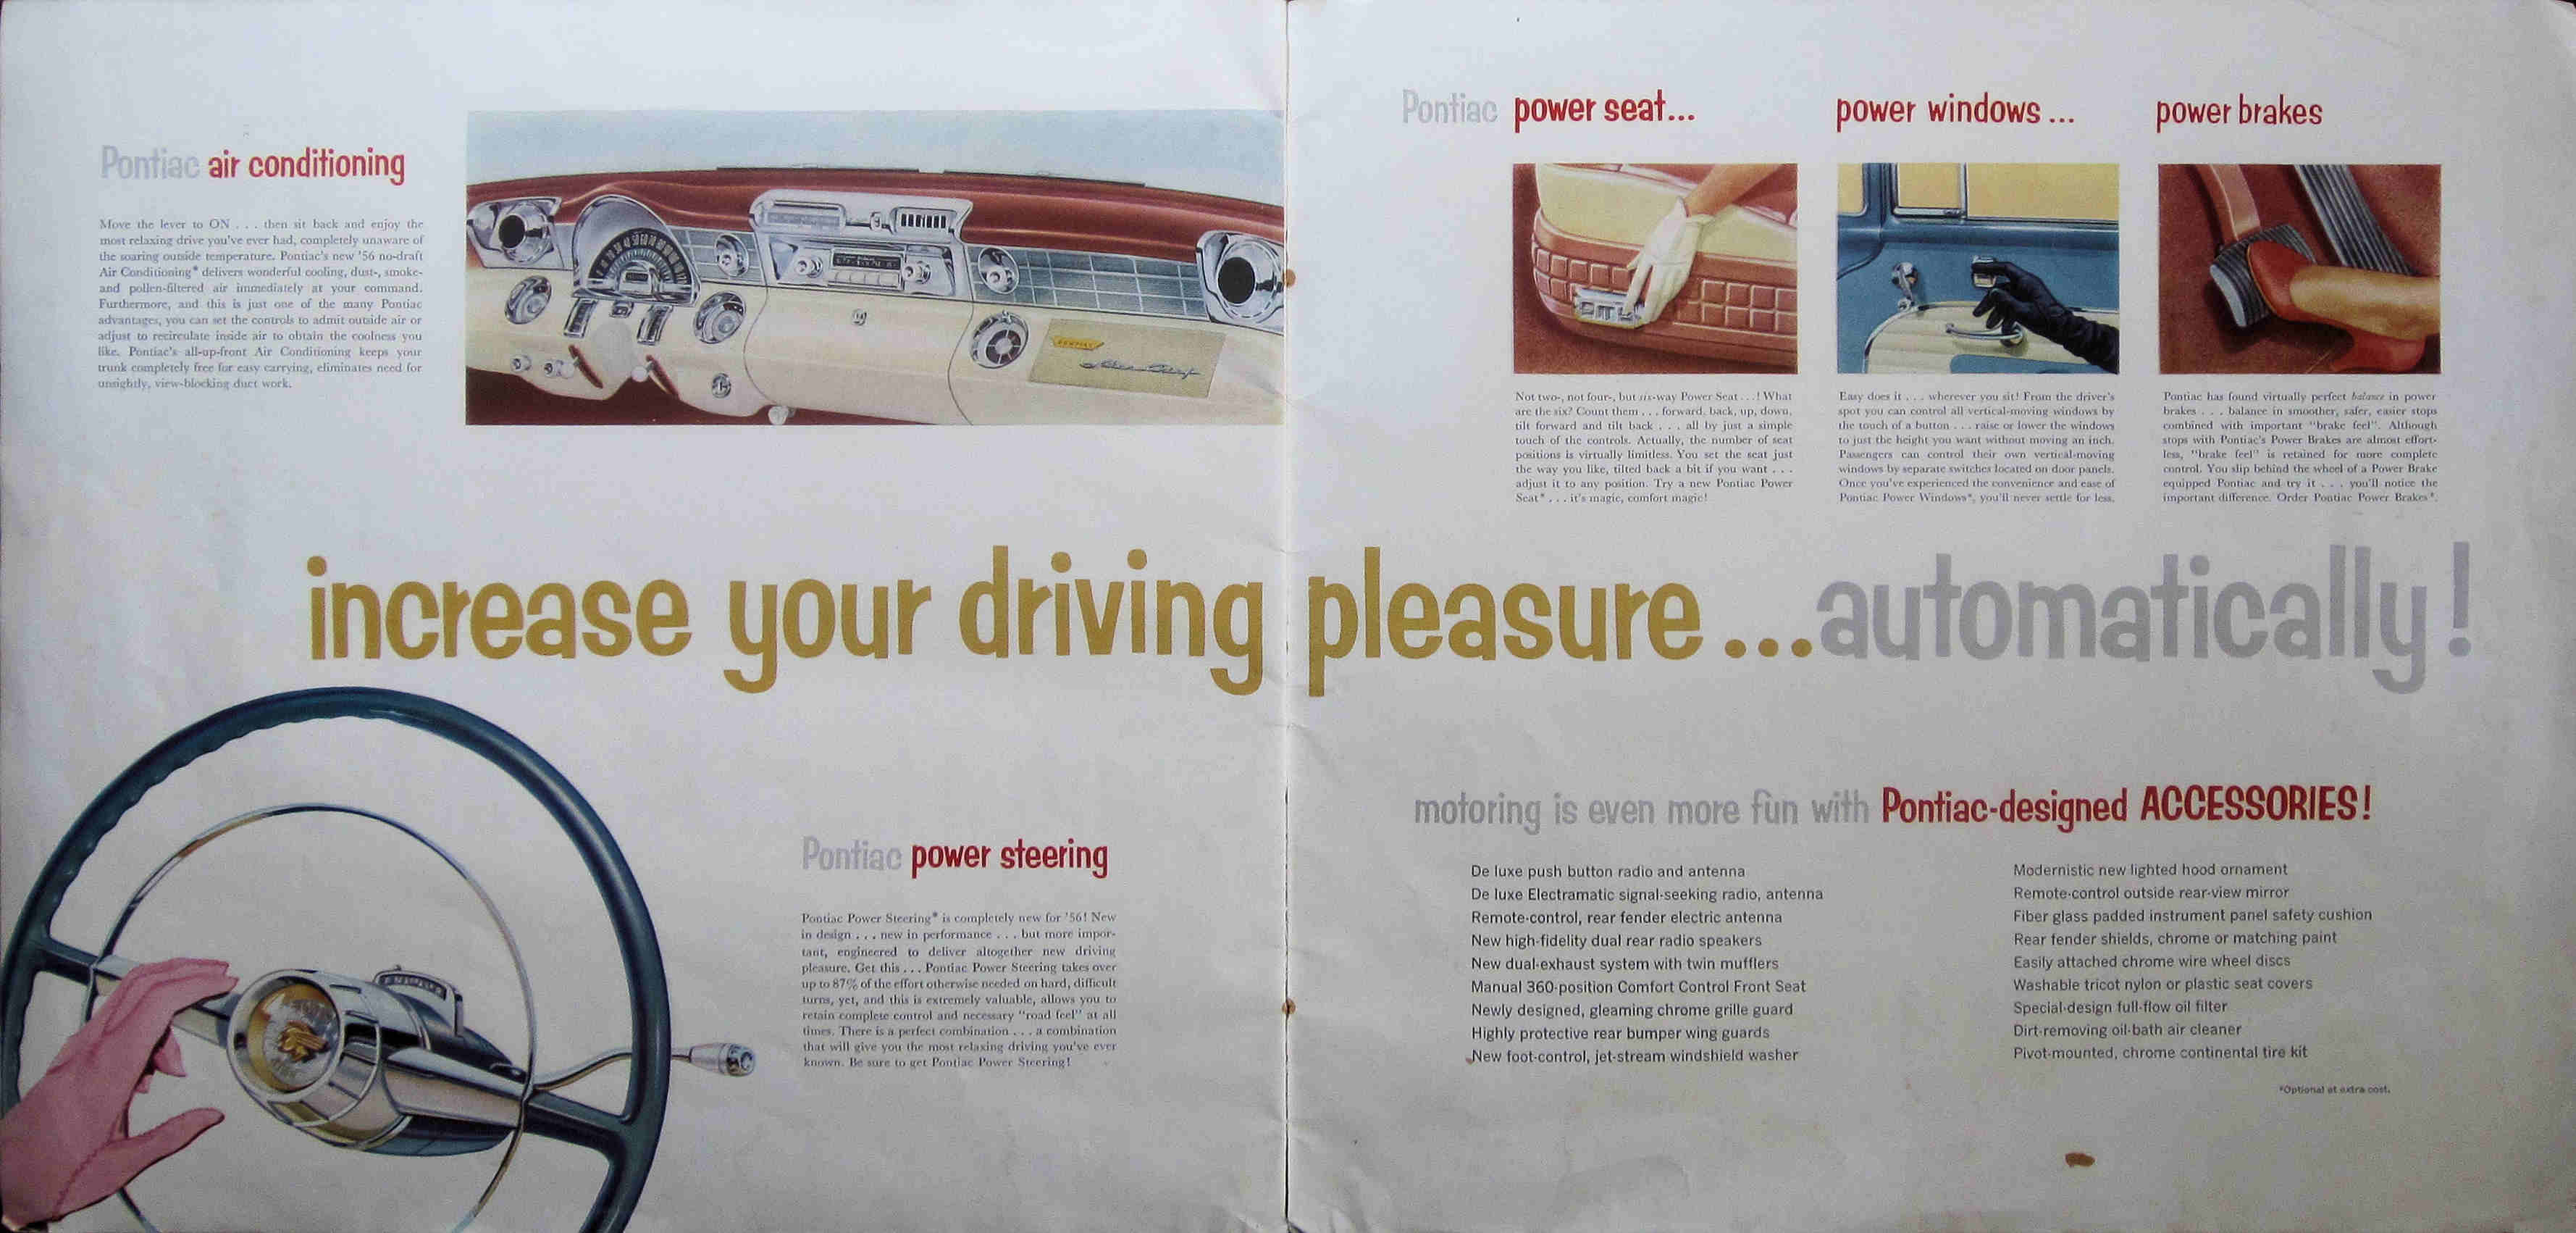 Pontiac air conditioning
Move the lever to ON . . . then sit back and enjoy the
most relaxing drive you've ever had, completely unaware of
the soaring outside temperature. Pontiac's new '56 no-draft
Air Conditioning* delivers wonderful cooling, dust-, smoke-
and pollen-filtered air immediately at your command.
Furthermore, and this is just one of the many Pontiac
advantages, you can set the controls to admit outside air or
adjust to recirculate inside air to obtain the coolness you
like. Pontiac's all-up-front Air Conditioning keeps your
trunk completely free for easy carrying, eliminates need for
unsightly, view-blocking duct work.
Pontiac power seat...
Not two-, not four-, but six-way Power Seat . . . ! What
are the six? Count them . . . forward, back, up, down,
tilt forward and tilt back . . . all by just a simple
touch of the controls. Actually, the number of seat
positions is virtually limitless. You set the seat just
the way you like, tilted back a bit if you want . . .
adjust it to any position. Try a new Pontiac Power
Seat* . . . it's magic, comfort magic!
power windows ...
Easy does it . . . wherever you sit! From the driver's
spot you can control all vertical-moving windows by
the touch of a button . . . raise or lower the windows
to just the height you want without moving an inch.
Passengers can control their own vertical-moving
windows by separate switches located on door panels.
Once you've experienced the convenience and ease of
Pontiac Power Windows*, you'll never settle for less.
power brakes
Pontiac has found virtually perfect balance in power
brakes . . . balance in smoother, safer, easier stops
combined with important "brake feel". Although
stops with Pontiac's Power Brakes are almost effort-
less, "brake feel" is retained for more complete
control. You slip behind the wheel of a Power Brake
equipped Pontiac and try it . . . you'll notice the
important difference. Order Pontiac Power Brakes*.
increase your driving pleasure...automatically!
Pontiac power steering
Pontiac Power Steering* is completely new for '56! New
in design . . . new in performance . . . but more impor-
tant, engineered to deliver altogether new driving
pleasure. Get this . . . Pontiac Power Steering takes over
up to 87% of the effort otherwise needed on hard, difficult
turns, yet, and this is extremely valuable, allows you to
retain complete control and necessary "road feel" at all
times. There is a perfect combination . . . a combination
that will give you the most relaxing driving you've ever
known. Be sure to get Pontiac Power Steering!
motoring is even more fun with Pontiac-designed ACCESSORIES!
De luxe push button radio and antenna
De luxe Electramatic signal-seeking radio, antenna
Remote-control, rear fender electric antenna
New high-fidelity dual rear radio speakers
New dual-exhaust system with twin mufflers
Manual 360-position Comfort Control Front Seat
Newly designed, gleaming chrome grille guard
Highly protective rear bumper wing guards
New foot-control, jet-stream windshield washer
Modernistic new lighted hood ornament
Remote-control outside rear-view mirror
Fiber glass padded instrument panel safety cushion
Rear fender shields, chrome or matching paint
Easily attached chrome wire wheel discs
Washable tricot nylon or plastic seat covers
Special-design full-flow oil filter
Dirt-removing oil-bath air cleaner
Pivot-mounted, chrome continental tire kit
*Optional at extra cost.